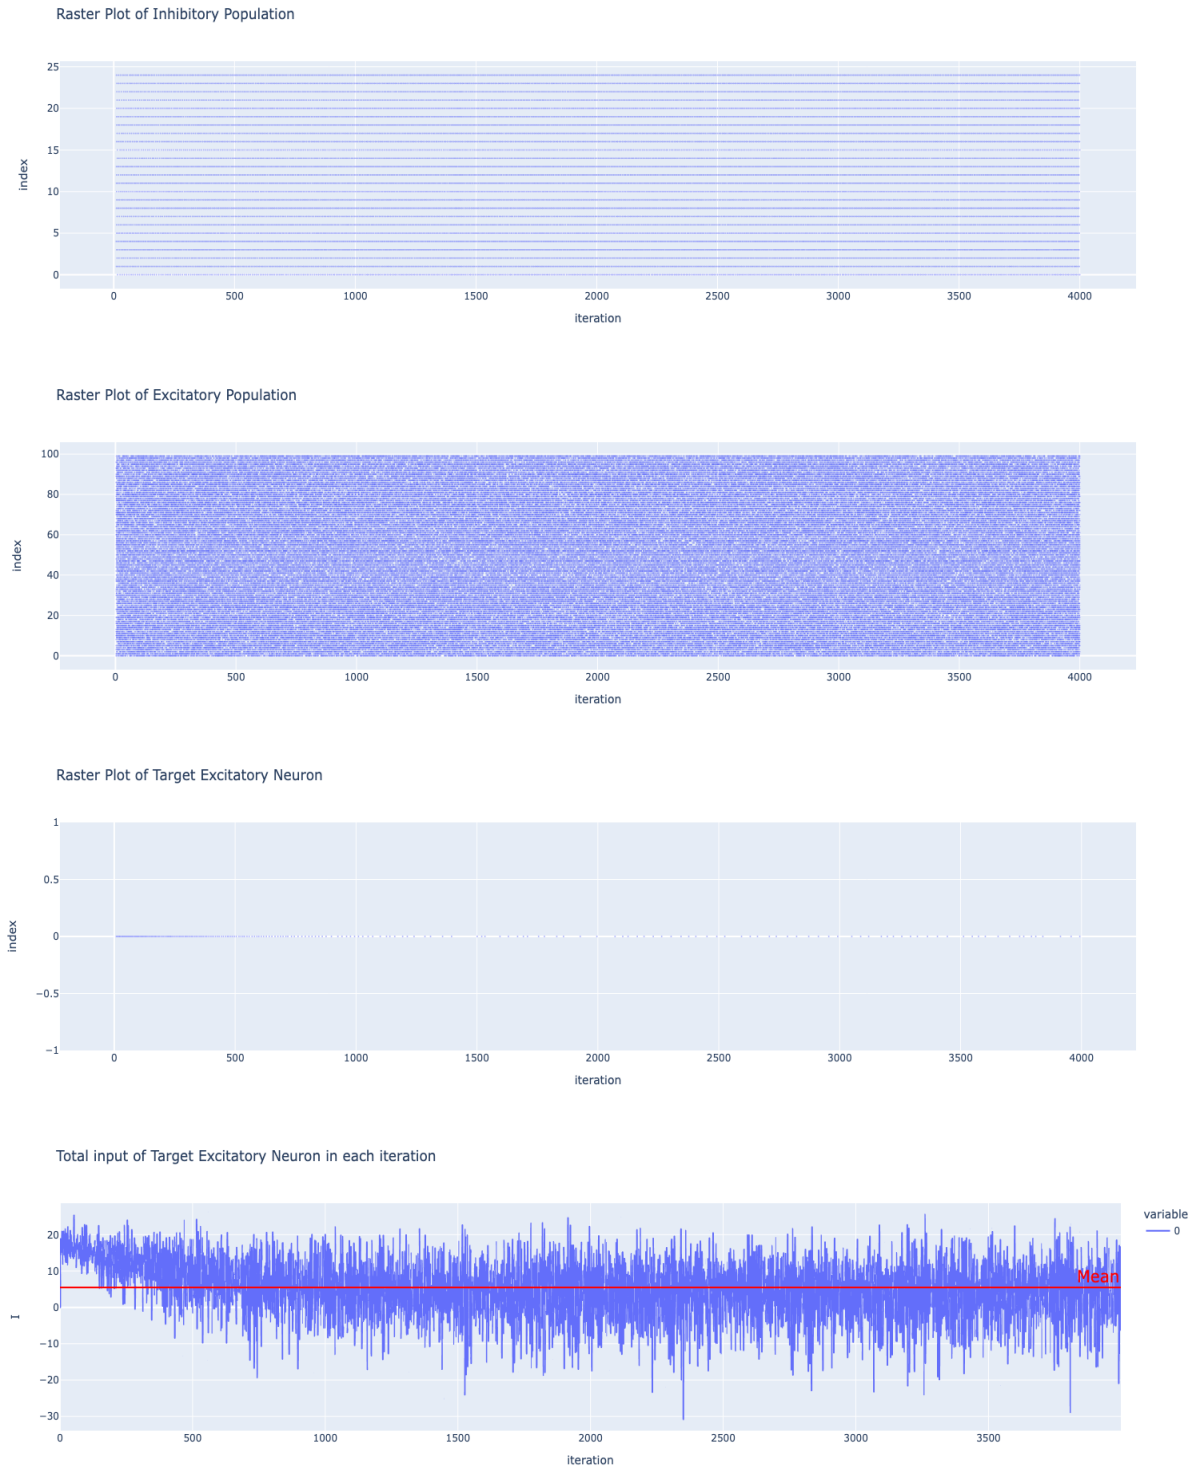 Raster Plot of Inhibitory Population
25
20
15
10
5
0
index
0 500 1000 1500 2000 2500 3000 3500 4000
iteration
Raster Plot of Excitatory Population
100
80
60
40
20
0
index
0 500 1000 1500 2000 2500 3000 3500 4000
iteration
Raster Plot of Target Excitatory Neuron
1
0.5
0
−0.5
−1
index
0 500 1000 1500 2000 2500 3000 3500 4000
iteration
Total input of Target Excitatory Neuron in each iteration
variable
0
20
10
0
−10
−20
−30
I
Mean
0 500 1000 1500 2000 2500 3000 3500
iteration